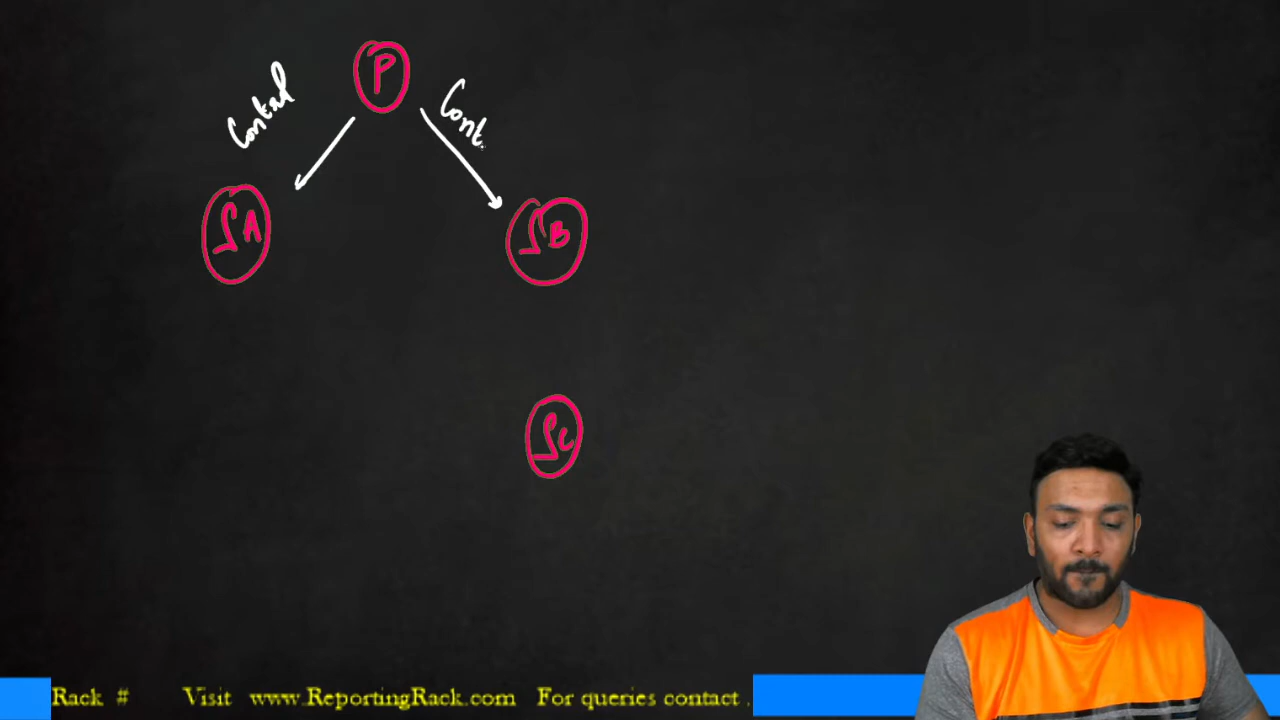 P
Control
Cont.
SA
SB
SC
Rack # Visit www.ReportingRack.com For queries contact .